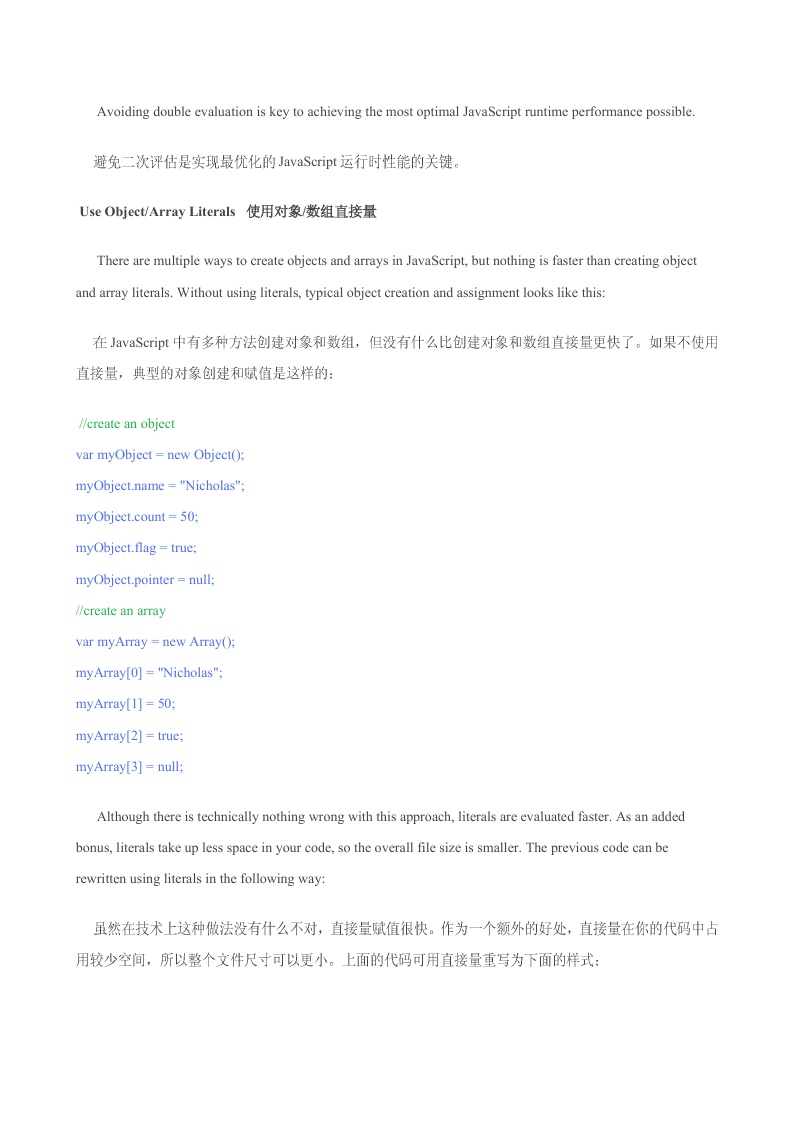 Avoiding double evaluation is key to achieving the most optimal JavaScript runtime performance possible.
避免二次评估是实现最优化的 JavaScript 运行时性能的关键。
Use Object/Array Literals 使用对象/数组直接量
There are multiple ways to create objects and arrays in JavaScript, but nothing is faster than creating object
and array literals. Without using literals, typical object creation and assignment looks like this:
在 JavaScript 中有多种方法创建对象和数组，但没有什么比创建对象和数组直接量更快了。如果不使用
直接量，典型的对象创建和赋值是这样的：
//create an object
var myObject = new Object();
myObject.name = "Nicholas";
myObject.count = 50;
myObject.flag = true;
myObject.pointer = null;
//create an array
var myArray = new Array();
myArray[0] = "Nicholas";
myArray[1] = 50;
myArray[2] = true;
myArray[3] = null;
Although there is technically nothing wrong with this approach, literals are evaluated faster. As an added
bonus, literals take up less space in your code, so the overall file size is smaller. The previous code can be
rewritten using literals in the following way:
虽然在技术上这种做法没有什么不对，直接量赋值很快。作为一个额外的好处，直接量在你的代码中占
用较少空间，所以整个文件尺寸可以更小。上面的代码可用直接量重写为下面的样式：